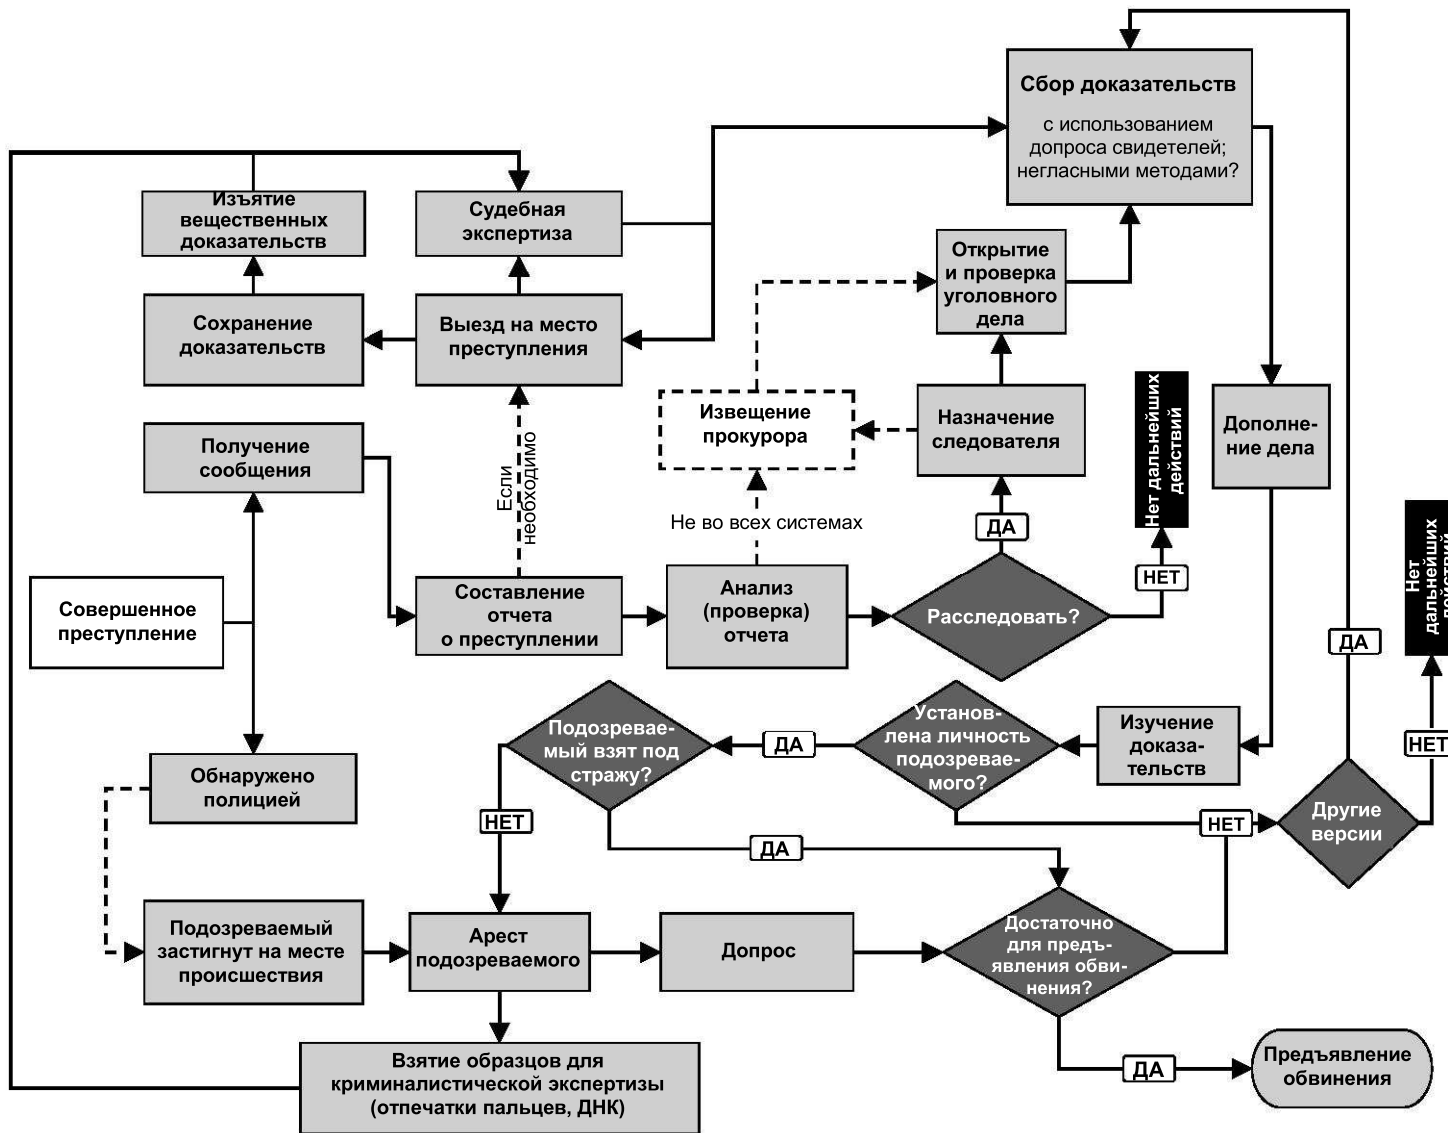 Сбор доказательств
с использованием
допроса свидетелей;
негласными методами?
Изъятие
вещественных
доказательств
Судебная
экспертиза
Открытие
и проверка
уголовного
дела
Сохранение
доказательств
Выезд на место
преступления
Извещение
прокурора
Назначение
следователя
Нет дальнейших
действий
Дополне-
ние дела
Получение
сообщения
Если
необходимо
Не во всех системах
ДА
НЕТ
Нет
дальнейших
действий
Совершенное
преступление
Составление
отчета
о преступлении
Анализ
(проверка)
отчета
Расследовать?
ДА
Подозревае-
мый взят под
стражу?
ДА
Установ-
лена личность
подозревае-
мого?
Изучение
доказа-
тельств
НЕТ
Обнаружено
полицией
НЕТ
ДА
НЕТ
Другие
версии
Подозреваемый
застигнут на месте
происшествия
Арест
подозреваемого
Допрос
Достаточно
для предъ-
явления обви-
нения?
Взятие образцов для
криминалистической экспертизы
(отпечатки пальцев, ДНК)
ДА
Предъявление
обвинения